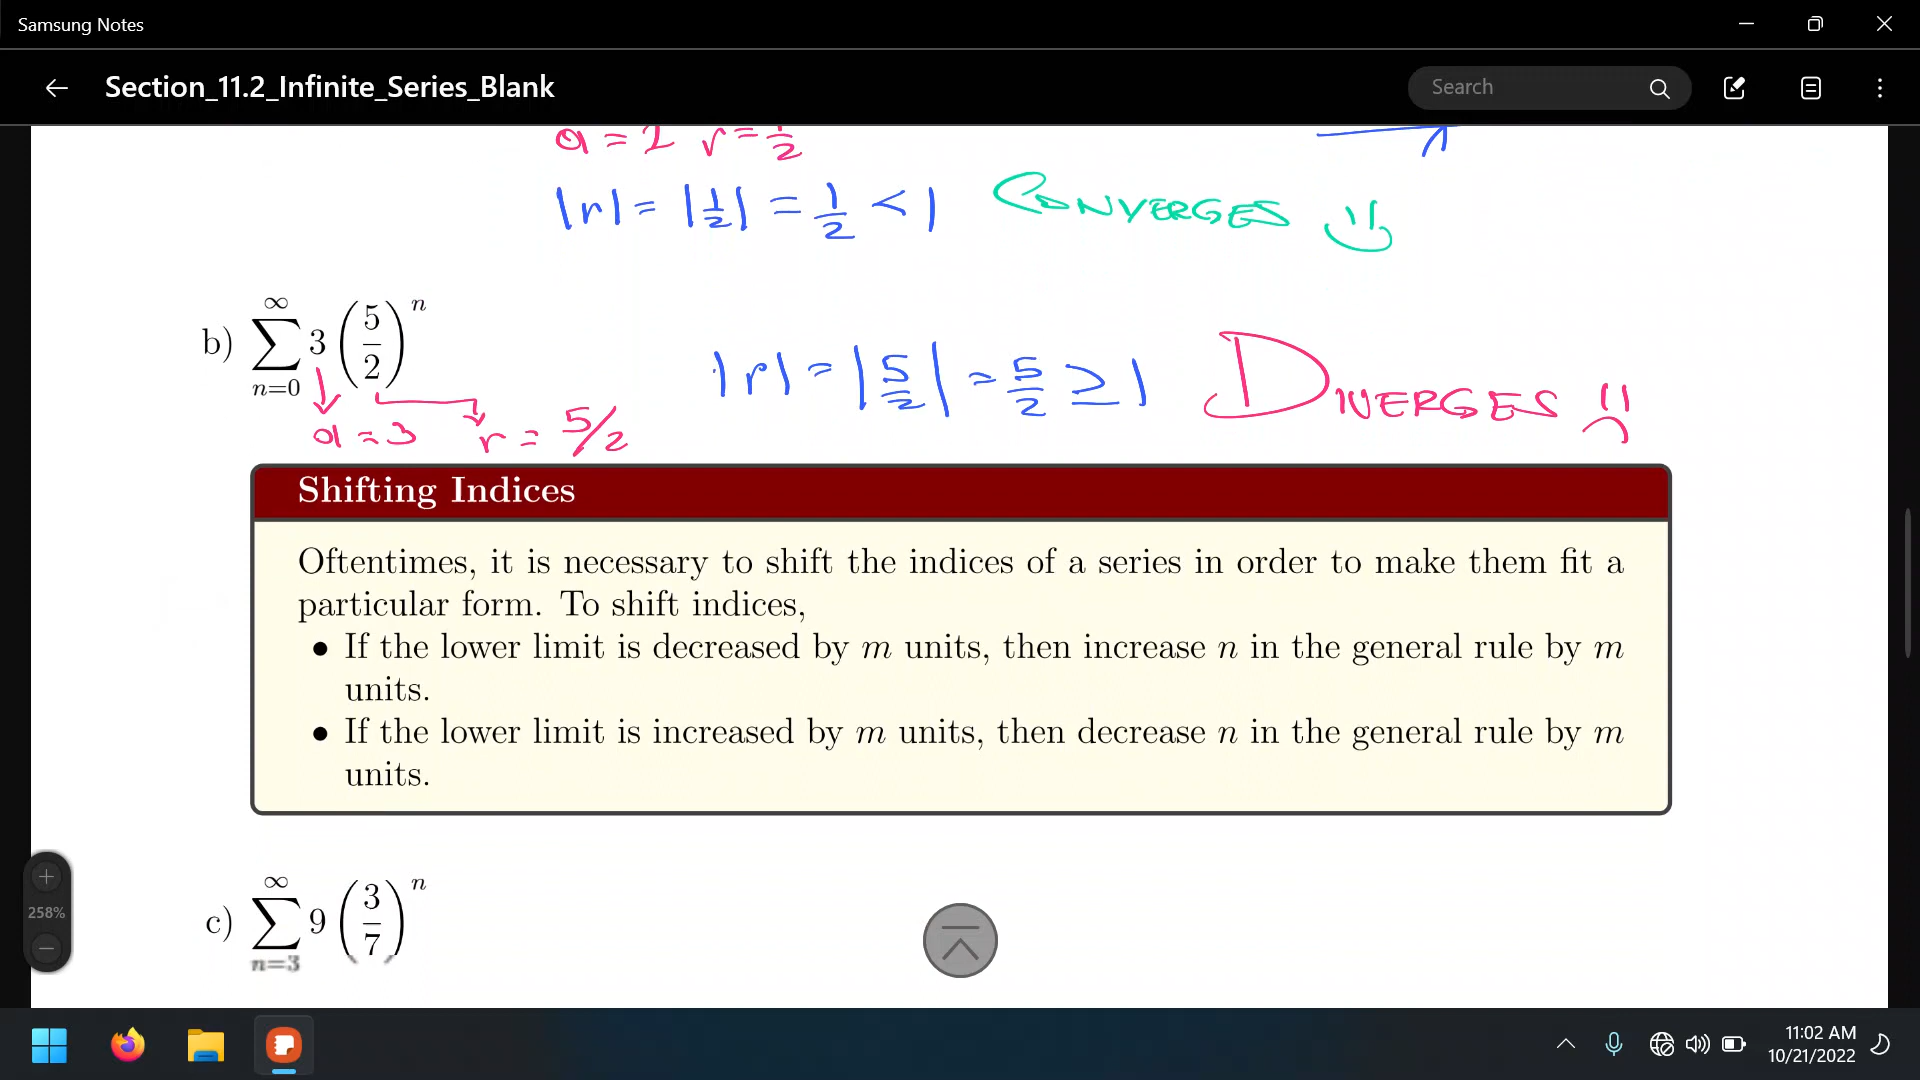 Samsung Notes
Section_11.2_Infinite_Series_Blank
Search
a = 2 r = 1/2
|r| = |1/2| = 1/2 < 1 CONVERGES
b) ∑_{n=0}^{∞} 3 (5/2)^n
|r| = |5/2| = 5/2 ≥ 1 DIVERGES
a = 3 r = 5/2
Shifting Indices
Oftentimes, it is necessary to shift the indices of a series in order to make them fit a
particular form. To shift indices,
• If the lower limit is decreased by m units, then increase n in the general rule by m
units.
• If the lower limit is increased by m units, then decrease n in the general rule by m
units.
c) ∑_{n=3}^{∞} 9 (3/7)^n
258%
11:02 AM
10/21/2022